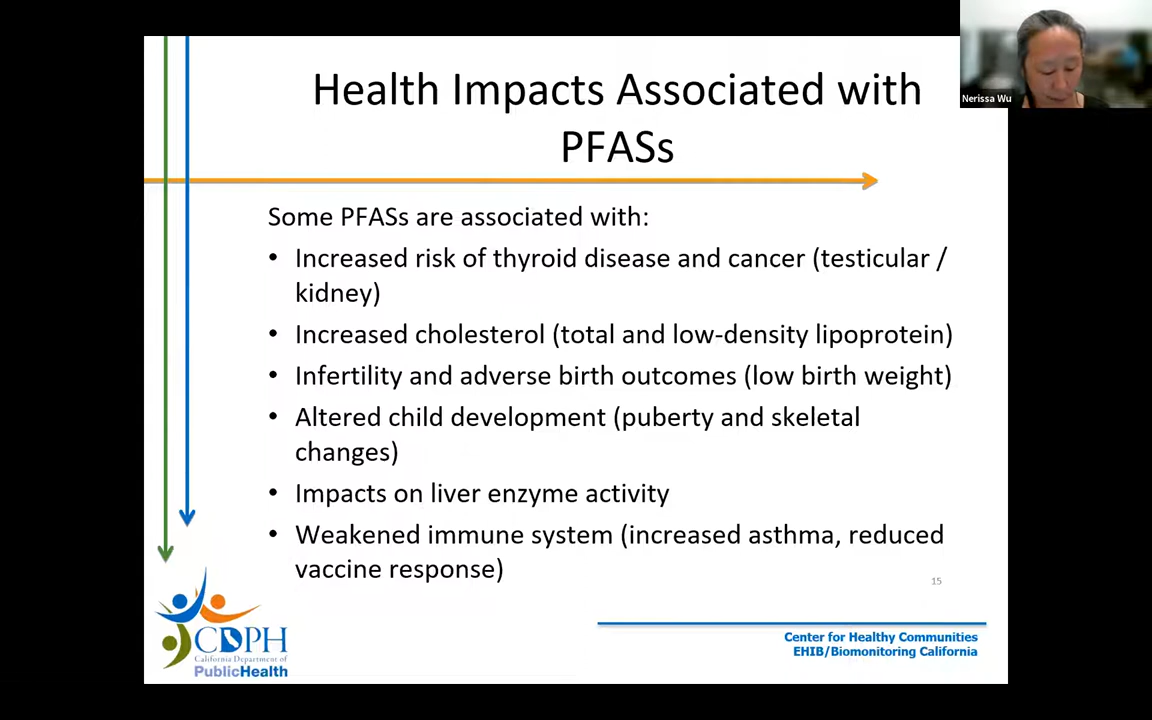 Health Impacts Associated with
PFASs
Nerissa Wu
Some PFASs are associated with:
• Increased risk of thyroid disease and cancer (testicular /
kidney)
• Increased cholesterol (total and low-density lipoprotein)
• Infertility and adverse birth outcomes (low birth weight)
• Altered child development (puberty and skeletal
changes)
• Impacts on liver enzyme activity
• Weakened immune system (increased asthma, reduced
vaccine response)
15
CDPH
California Department of
PublicHealth
Center for Healthy Communities
EHIB/Biomonitoring California